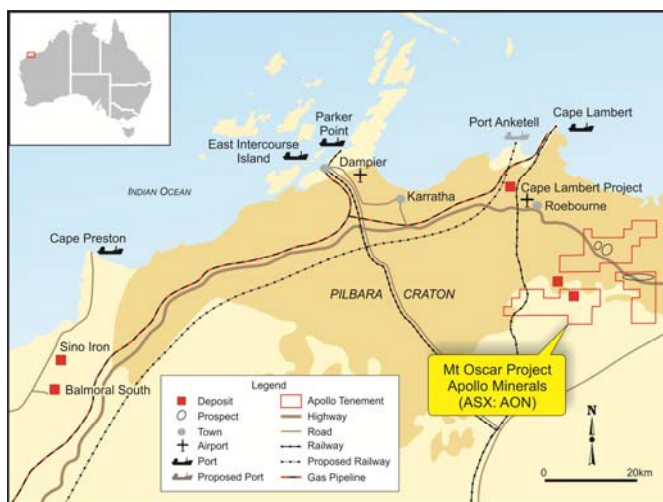 Parker
Point
East Intercourse
Island
Dampier
Port Anketell
Cape Lambert
INDIAN OCEAN
Karratha
Cape Lambert Project
Roebourne
Cape Preston
PILBARA CRATON
Sino Iron
Balmoral South
Mt Oscar Project
Apollo Minerals
(ASX: AON)
Legend
Deposit
Prospect
Town
Airport
Port
Proposed Port
Apollo Tenement
Highway
Road
Railway
Proposed Railway
Gas Pipeline
N
0 20km